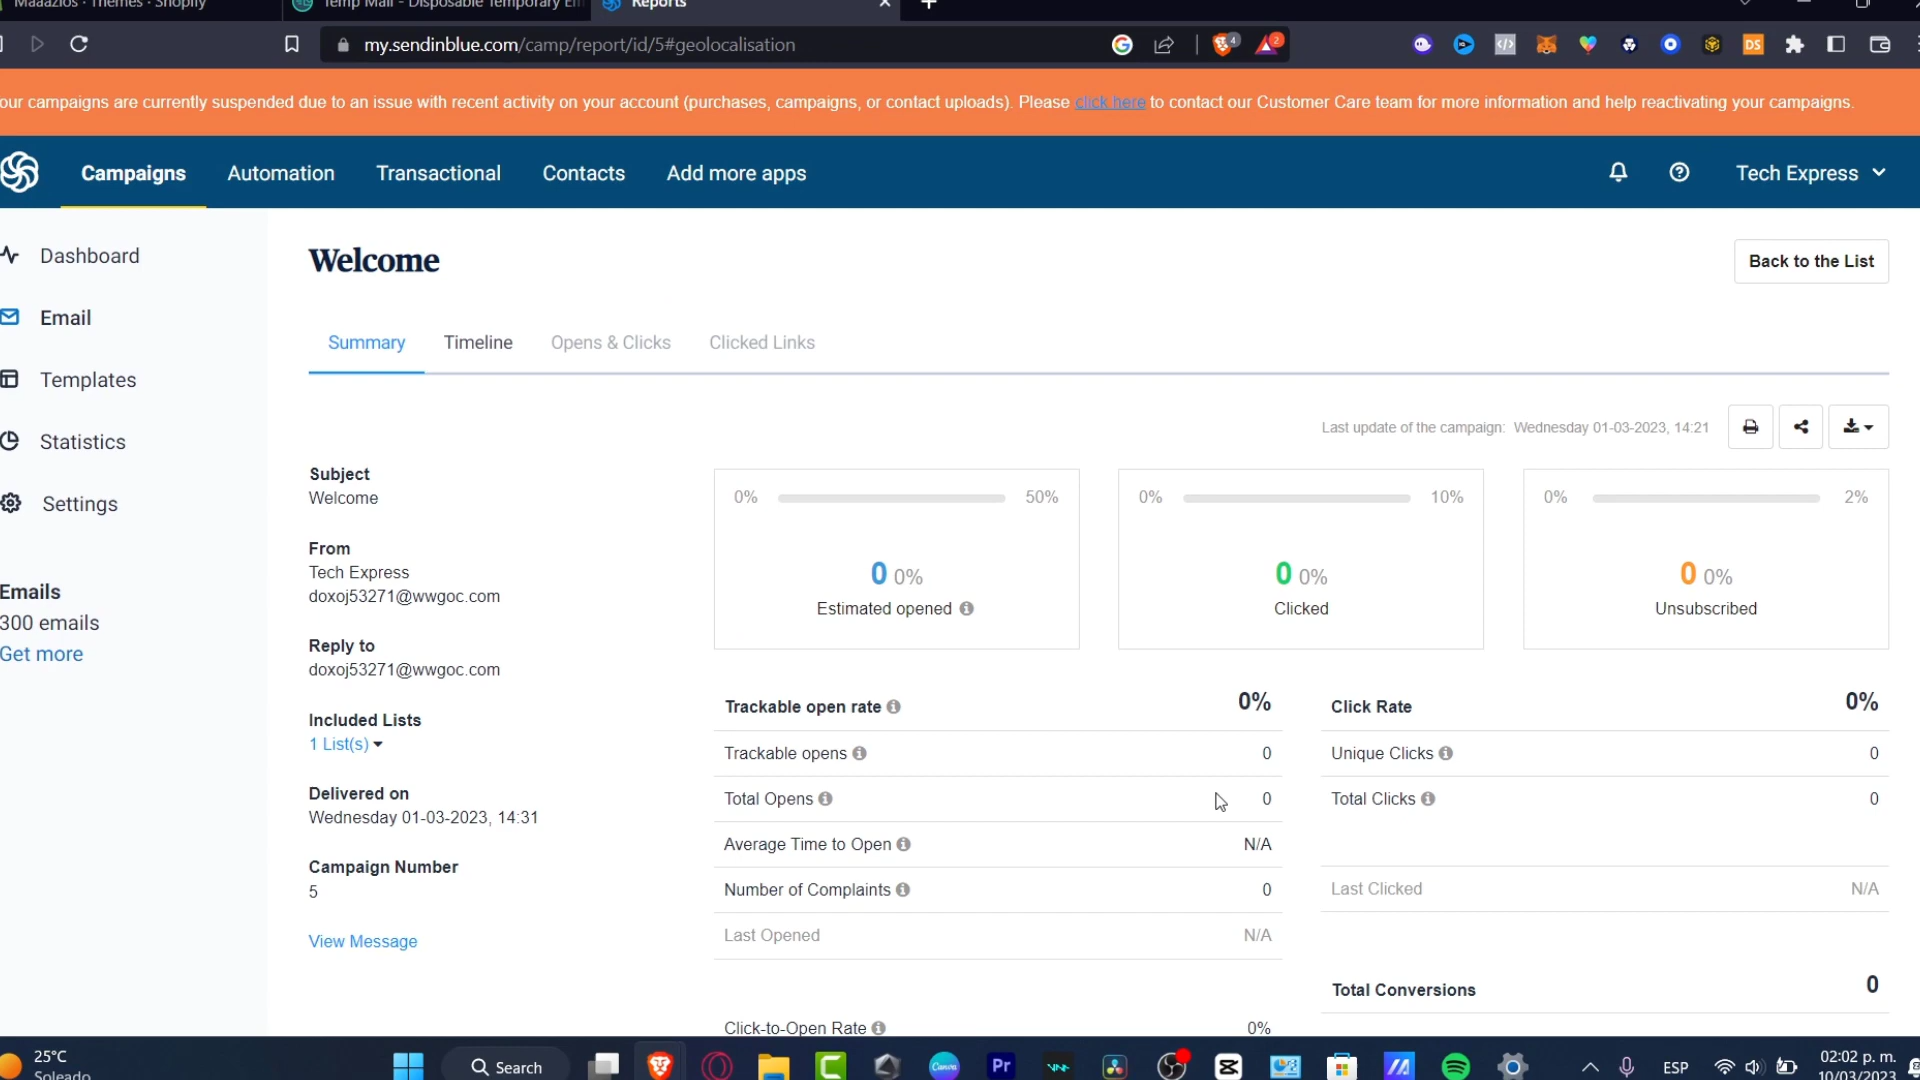 Maaazios · Themes · Shopify
Temp Mail - Disposable Temporary Em
Reports
my.sendinblue.com/camp/report/id/5#geolocalisation
4
2
DS
our campaigns are currently suspended due to an issue with recent activity on your account (purchases, campaigns, or contact uploads). Please click here to contact our Customer Care team for more information and help reactivating your campaigns.
Campaigns
Automation
Transactional
Contacts
Add more apps
Tech Express
Dashboard
Email
Templates
Statistics
Settings
Emails
300 emails
Get more
Welcome
Back to the List
Summary
Timeline
Opens & Clicks
Clicked Links
Last update of the campaign: Wednesday 01-03-2023, 14:21
Subject
Welcome
From
Tech Express
doxoj53271@wwgoc.com
Reply to
doxoj53271@wwgoc.com
Included Lists
1 List(s)
Delivered on
Wednesday 01-03-2023, 14:31
Campaign Number
5
View Message
0% 50%
0 0%
Estimated opened
0% 10%
0 0%
Clicked
0% 2%
0 0%
Unsubscribed
Trackable open rate 0%
Trackable opens 0
Total Opens 0
Average Time to Open N/A
Number of Complaints 0
Last Opened N/A
Click-to-Open Rate 0%
Click Rate 0%
Unique Clicks 0
Total Clicks 0
Last Clicked N/A
Total Conversions 0
25°C
Soleado
Search
Canva
Pr
ESP
02:02 p. m.
10/03/2023